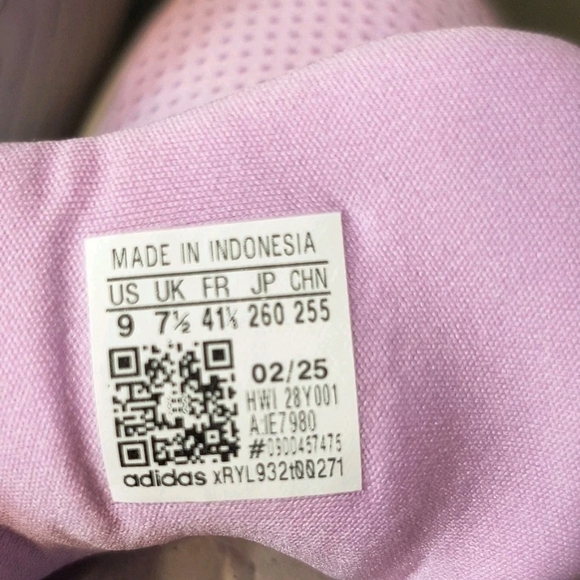 MADE IN INDONESIA
US UK FR JP CHN
9 7½ 41⅓ 260 255
02/25
HWI 28Y001
A:IE7980
#0900457475
adidas xRYL932t00271